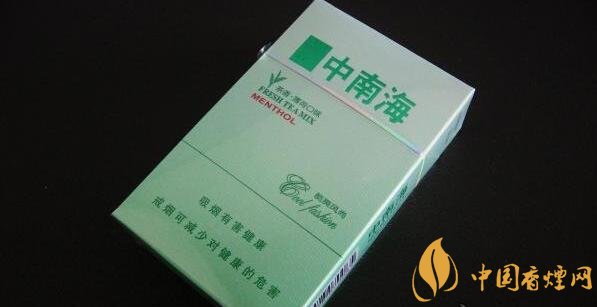 中南海
茶香·薄荷口味
FRESH TEA MIX
MENTHOL
酷爽风尚
Cool fashion
吸烟有害健康
戒烟可减少对健康的危害
中国香烟网